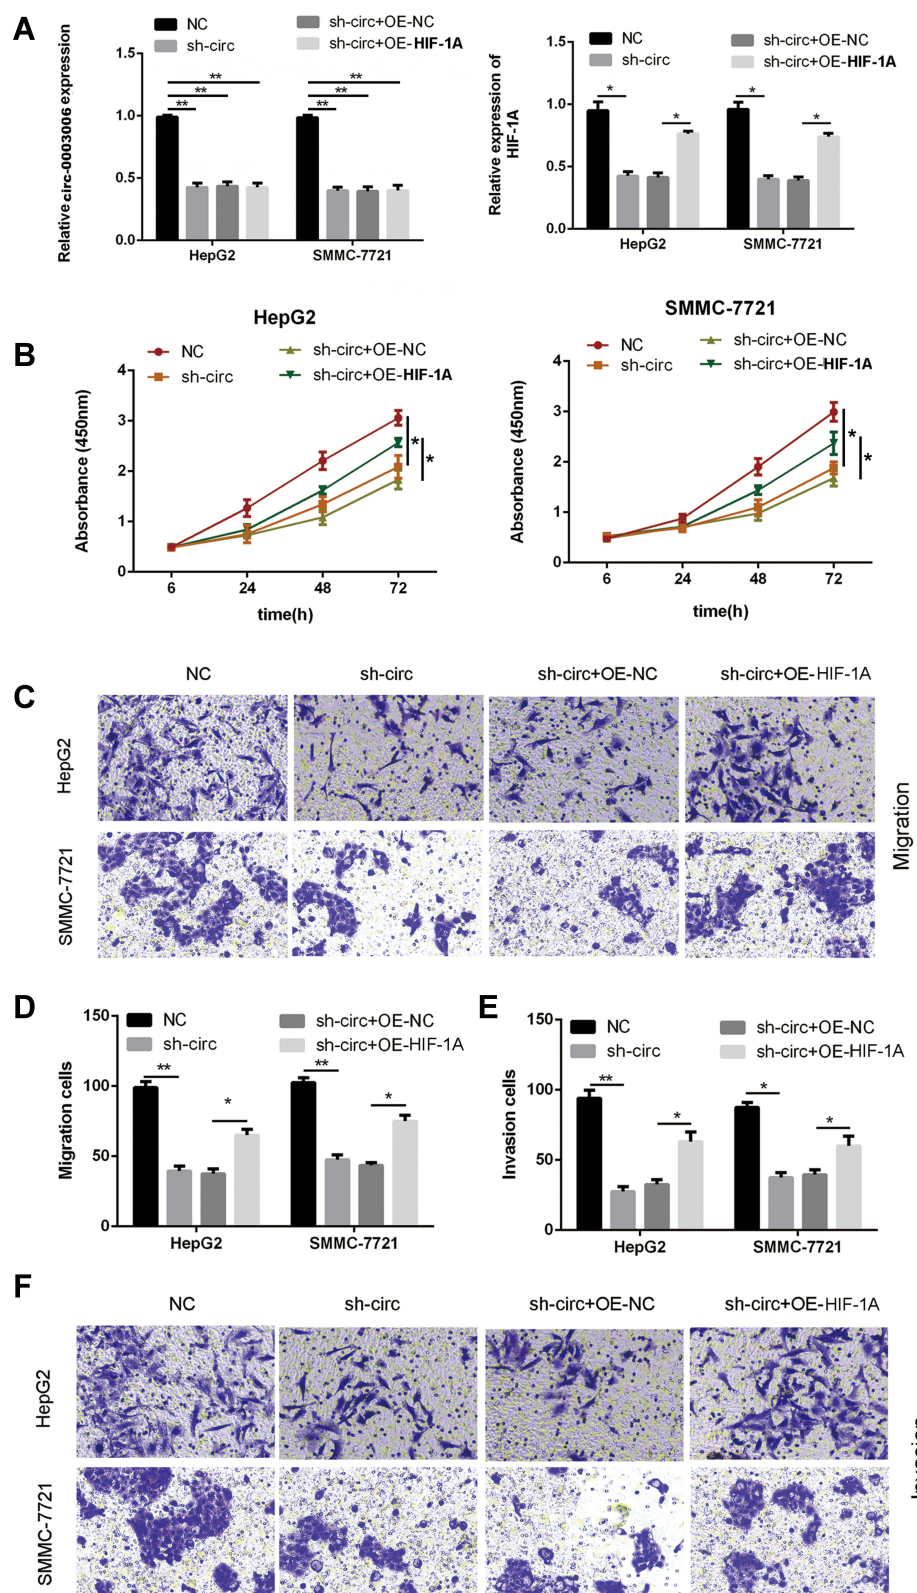 A
NC
sh-circ
sh-circ+OE-NC
sh-circ+OE-HIF-1A
Relative circ-0003006 expression
1.5
1.0
0.5
0.0
** ** **
** ** **
HepG2
SMMC-7721
NC
sh-circ
sh-circ+OE-NC
sh-circ+OE-HIF-1A
Relative expression of
HIF-1A
1.5
1.0
0.5
0.0
* *
* *
HepG2
SMMC-7721
B
HepG2
NC
sh-circ
sh-circ+OE-NC
sh-circ+OE-HIF-1A
Absorbance (450nm)
4
3
2
1
0
* *
6 24 48 72
time(h)
SMMC-7721
NC
sh-circ
sh-circ+OE-NC
sh-circ+OE-HIF-1A
Absorbance (450nm)
4
3
2
1
0
* *
6 24 48 72
time(h)
C
NC sh-circ sh-circ+OE-NC sh-circ+OE-HIF-1A
HepG2
SMMC-7721
Migration
D
NC
sh-circ
sh-circ+OE-NC
sh-circ+OE-HIF-1A
Migration cells
150
100
50
0
** *
** *
HepG2
SMMC-7721
E
NC
sh-circ
sh-circ+OE-NC
sh-circ+OE-HIF-1A
Invasion cells
150
100
50
0
** *
* *
HepG2
SMMC-7721
F
NC sh-circ sh-circ+OE-NC sh-circ+OE-HIF-1A
HepG2
SMMC-7721